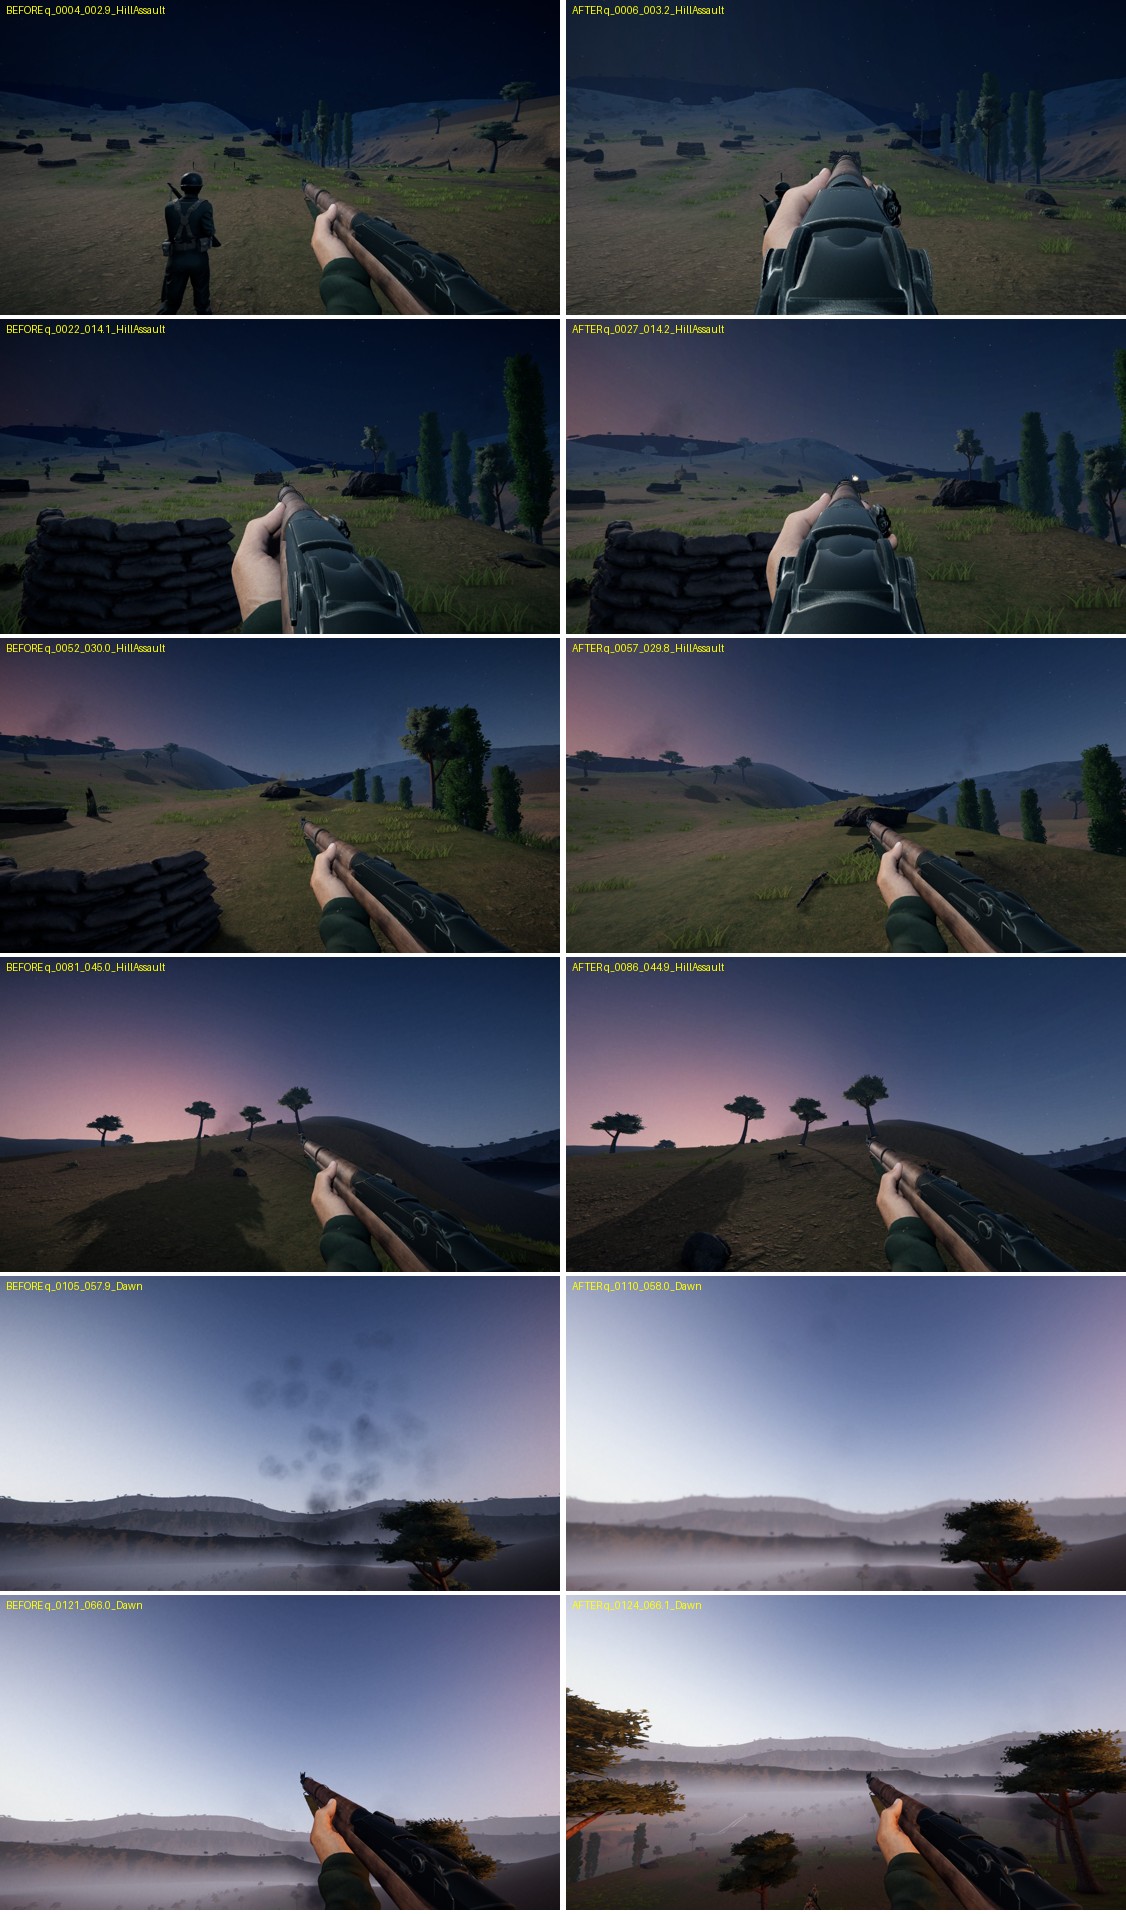 BEFORE q_0004_002.9_HillAssault
AFTER q_0006_003.2_HillAssault
BEFORE q_0022_014.1_HillAssault
AFTER q_0027_014.2_HillAssault
BEFORE q_0052_030.0_HillAssault
AFTER q_0057_029.8_HillAssault
BEFORE q_0081_045.0_HillAssault
AFTER q_0086_044.9_HillAssault
BEFORE q_0105_057.9_Dawn
AFTER q_0110_058.0_Dawn
BEFORE q_0121_066.0_Dawn
AFTER q_0124_066.1_Dawn